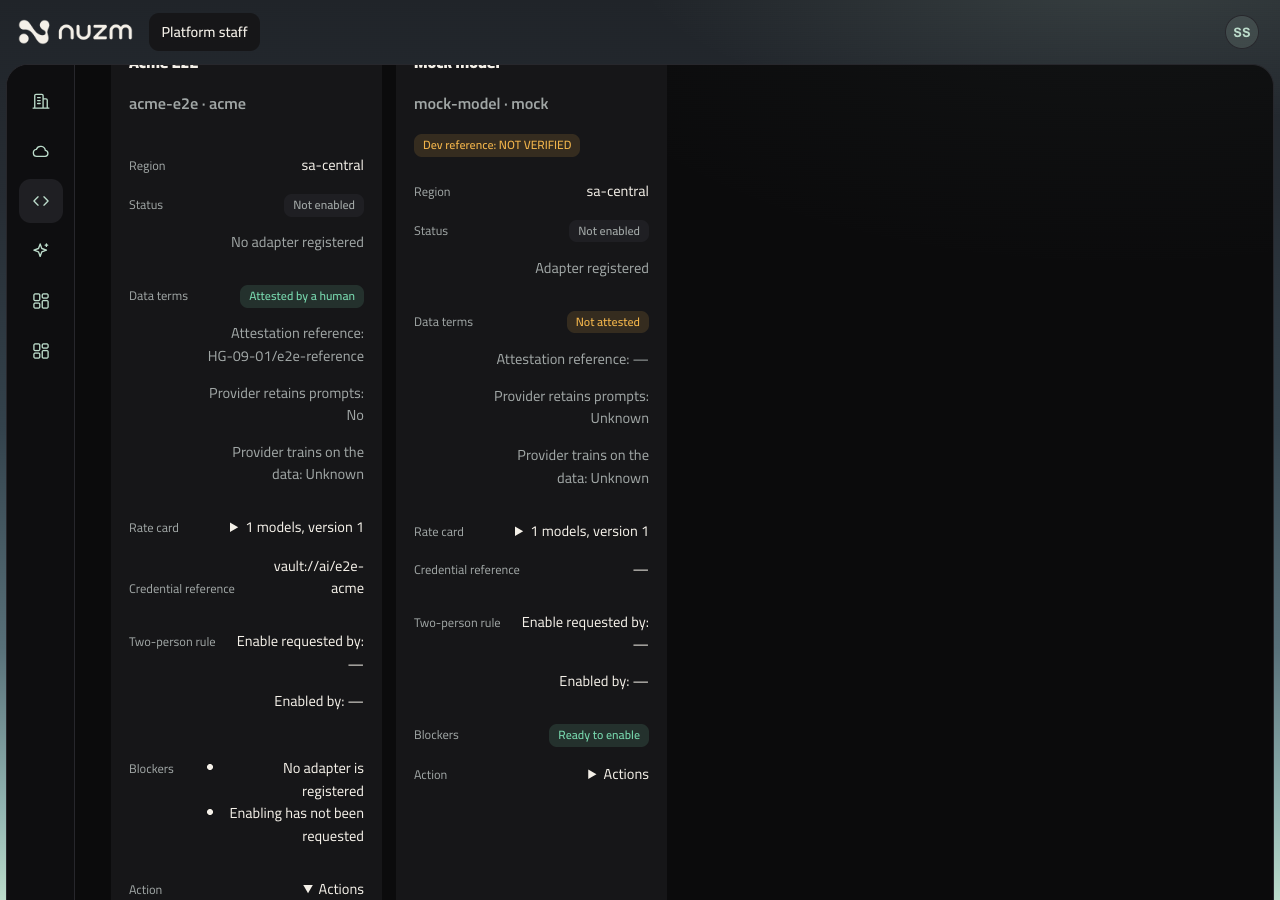 nuzm
Platform staff
SS
Acme E2E
acme-e2e · acme
Region
sa-central
Status
Not enabled
No adapter registered
Data terms
Attested by a human
Attestation reference:
HG-09-01/e2e-reference
Provider retains prompts:
No
Provider trains on the
data: Unknown
Rate card
1 models, version 1
vault://ai/e2e-
Credential reference
acme
Two-person rule
Enable requested by:
—
Enabled by: —
Blockers
No adapter is
registered
Enabling has not been
requested
Action
Actions
Mock model
mock-model · mock
Dev reference: NOT VERIFIED
Region
sa-central
Status
Not enabled
Adapter registered
Data terms
Not attested
Attestation reference: —
Provider retains prompts:
Unknown
Provider trains on the
data: Unknown
Rate card
1 models, version 1
Credential reference
—
Two-person rule
Enable requested by:
—
Enabled by: —
Blockers
Ready to enable
Action
Actions